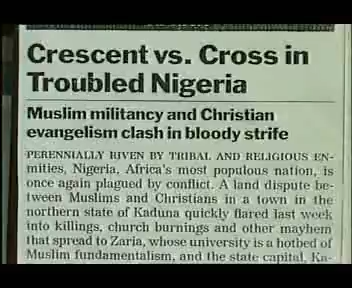 Crescent vs. Cross in
Troubled Nigeria
Muslim militancy and Christian
evangelism clash in bloody strife
PERENNIALLY RIVEN BY TRIBAL AND RELIGIOUS EN-
mities, Nigeria, Africa's most populous nation, is
once again plagued by conflict. A land dispute be-
tween Muslims and Christians in a town in the
northern state of Kaduna quickly flared last week
into killings, church burnings and other mayhem
that spread to Zaria, whose university is a hotbed of
Muslim fundamentalism, and the state capital, Ka-